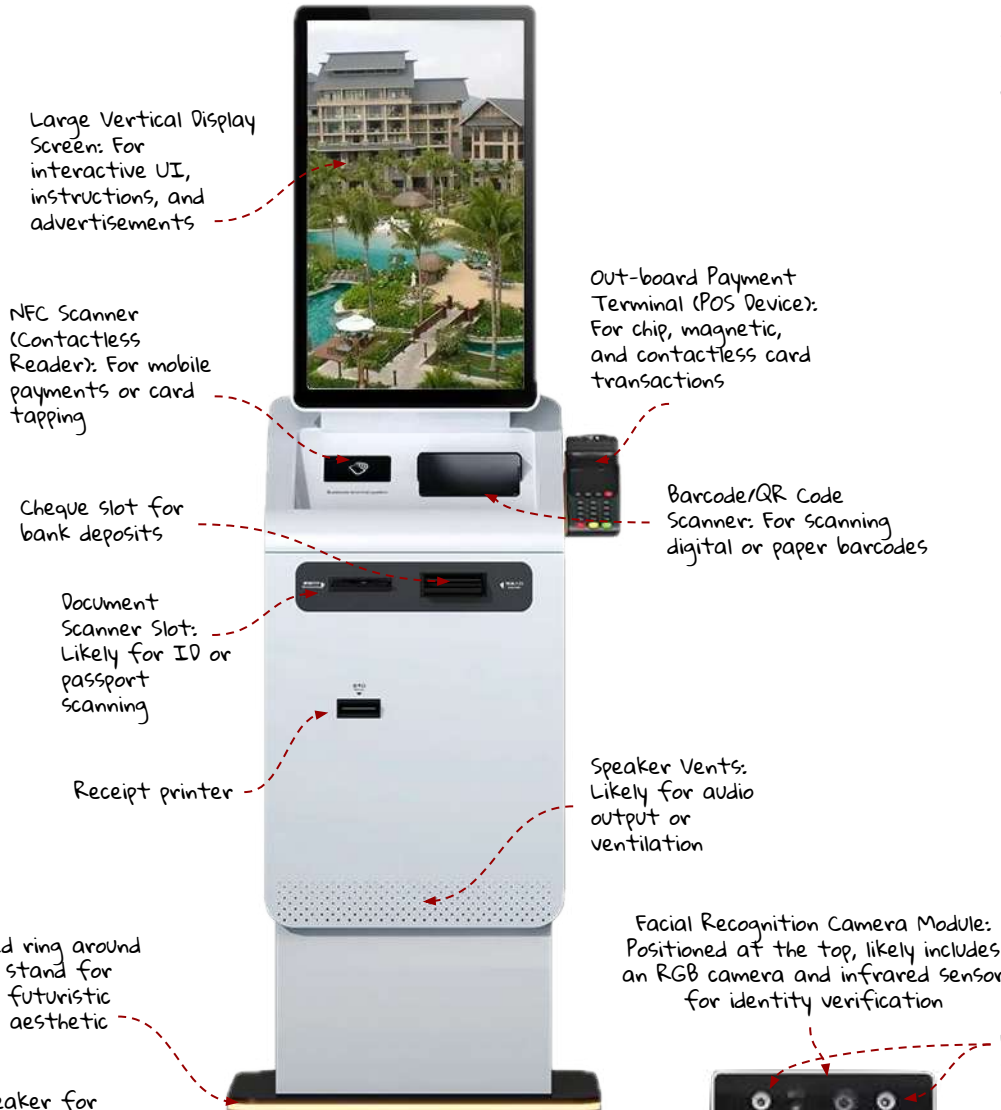 Large Vertical Display
Screen: For
interactive UI,
instructions, and
advertisements
NFC Scanner
(Contactless
Reader): For mobile
payments or card
tapping
Out-board Payment
Terminal (POS Device):
For chip, magnetic,
and contactless card
transactions
Cheque slot for
bank deposits
Barcode/QR Code
Scanner: For scanning
digital or paper barcodes
Document
Scanner Slot:
Likely for ID or
passport
scanning
Receipt printer
Speaker Vents:
Likely for audio
output or
ventilation
ring around
stand for
futuristic
aesthetic
Facial Recognition Camera Module:
Positioned at the top, likely includes
an RGB camera and infrared sensor
for identity verification
for